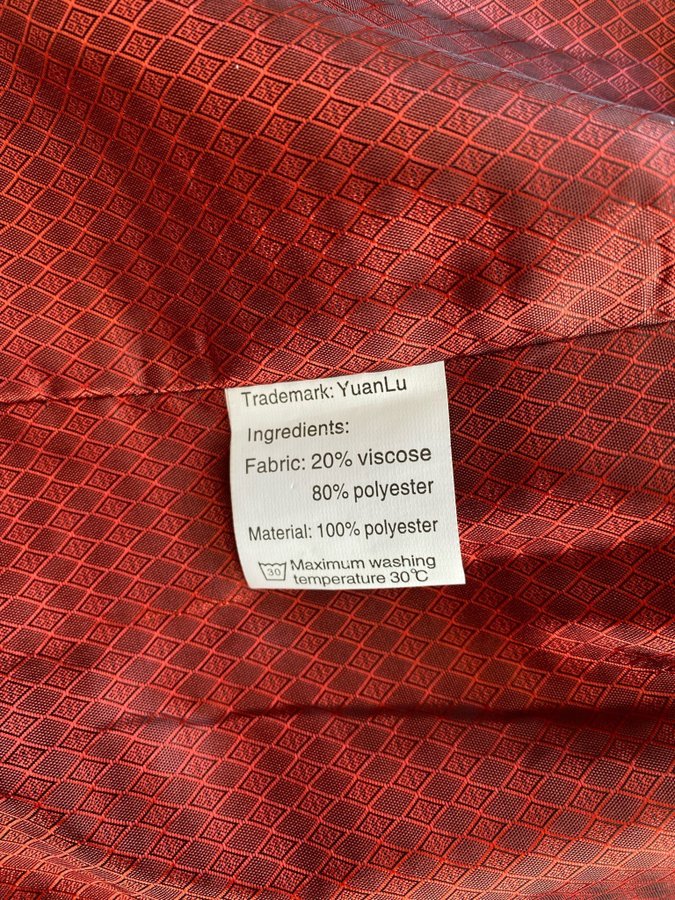 Trademark: YuanLu
Ingredients:
Fabric: 20% viscose
80% polyester
Material: 100% polyester
30 Maximum washing
temperature 30°C